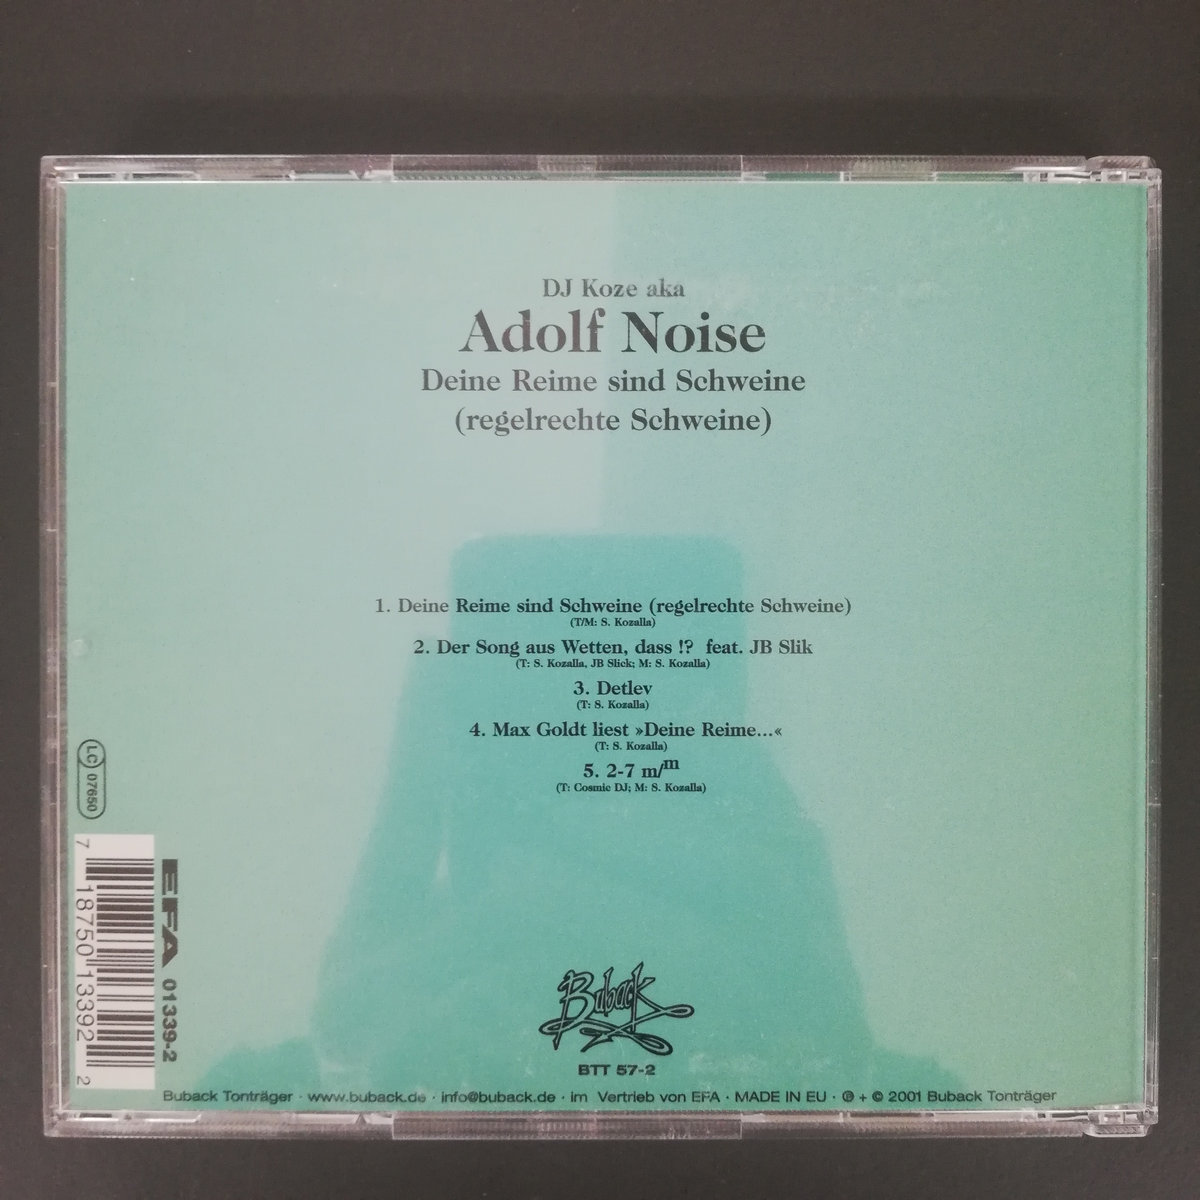 DJ Koze aka
Adolf Noise
Deine Reime sind Schweine
(regelrechte Schweine)
1. Deine Reime sind Schweine (regelrechte Schweine)
(T/M: S. Kozalla)
2. Der Song aus Wetten, dass !? feat. JB Slik
(T: S. Kozalla, JB Slick; M: S. Kozalla)
3. Detlev
(T: S. Kozalla)
4. Max Goldt liest »Deine Reime...«
(T: S. Kozalla)
5. 2-7 m/m
(T: Cosmic DJ; M: S. Kozalla)
LC 07650
7 18750 13392 2
EFA 01339-2
Buback
BTT 57-2
Buback Tonträger · www.buback.de · info@buback.de · im Vertrieb von EFA · MADE IN EU · ℗ + © 2001 Buback Tonträger